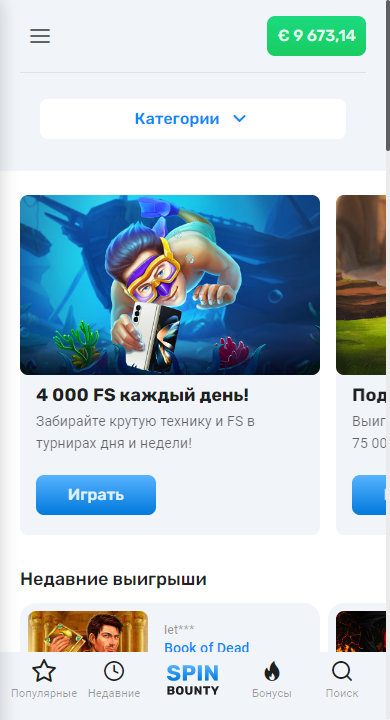 € 9 673,14
Категории
4 000 FS каждый день!
Забирайте крутую технику и FS в
турнирах дня и недели!
Играть
Под
Выиг
75 00
Недавние выигрыши
let***
Book of Dead
Популярные
Недавние
SPIN
BOUNTY
Бонусы
Поиск